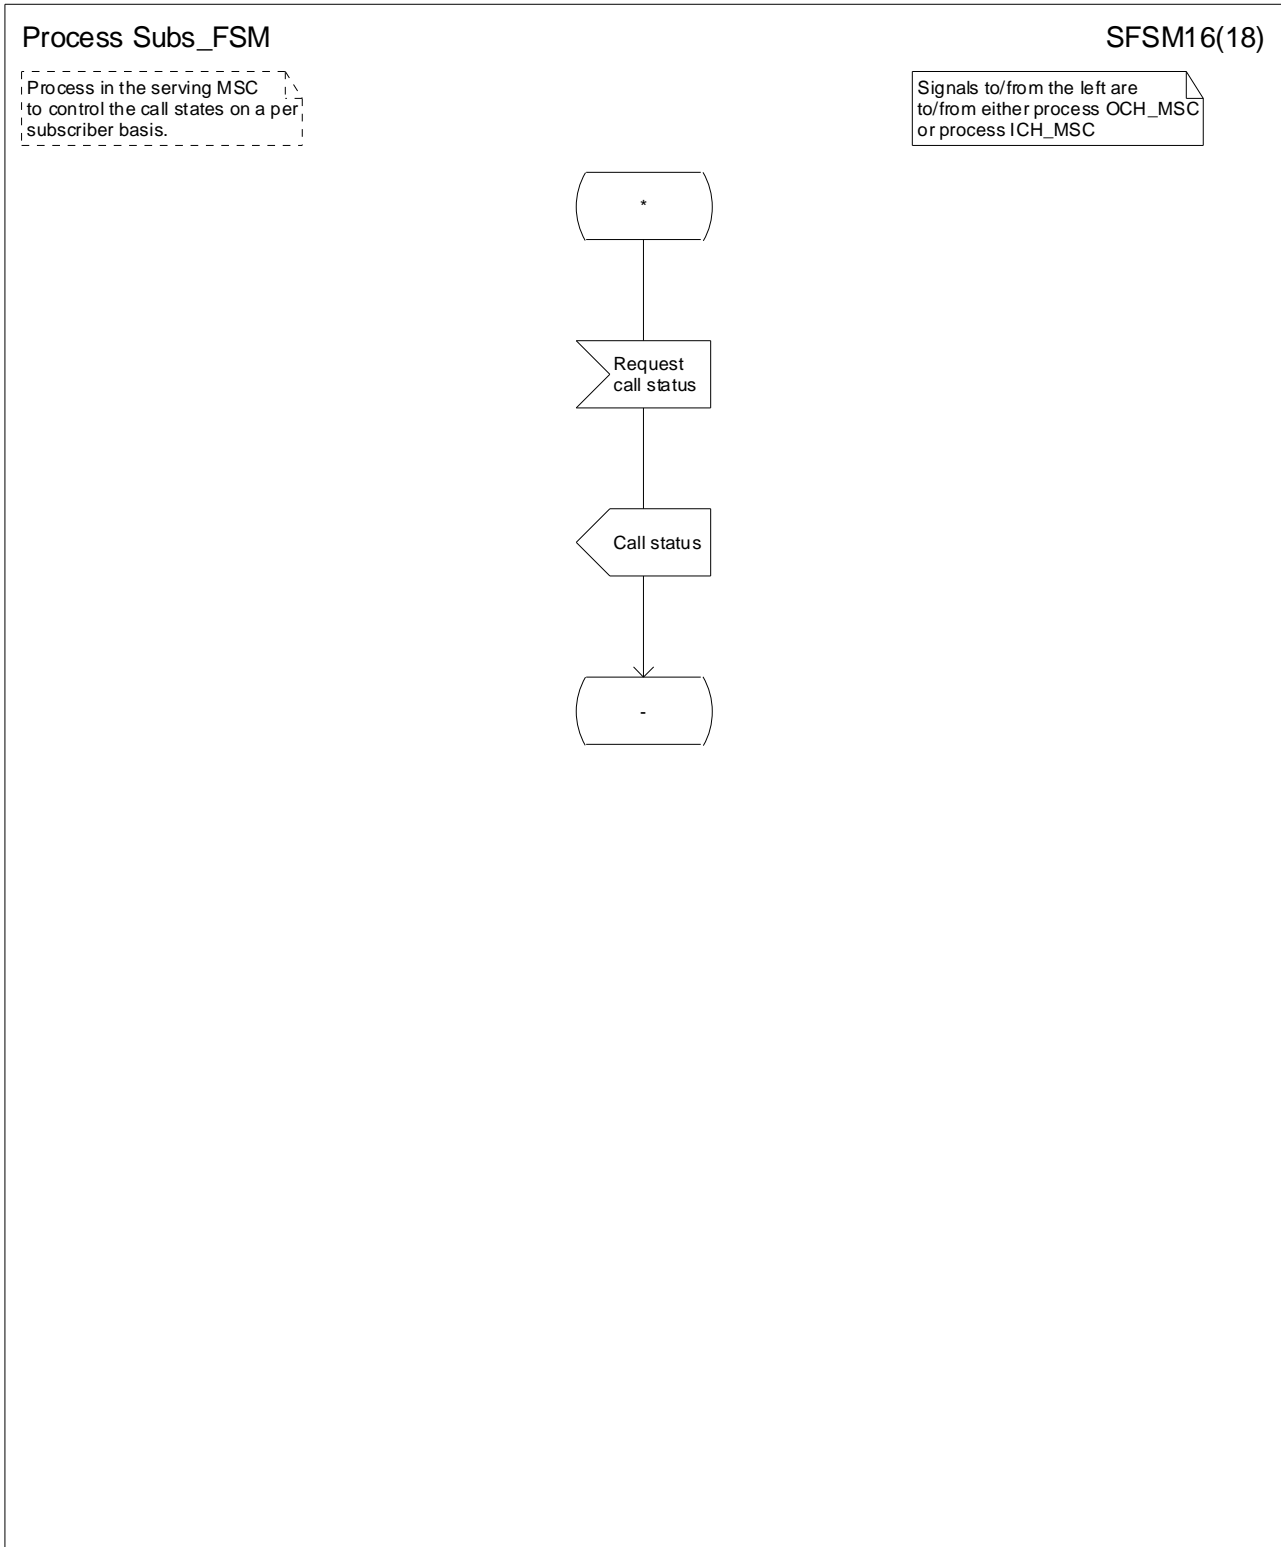 Process Subs_FSM
SFSM16(18)
Process in the serving MSC
to control the call states on a per
subscriber basis.
Signals to/from the left are
to/from either process OCH_MSC
or process ICH_MSC
*
Request
call status
Call status
-